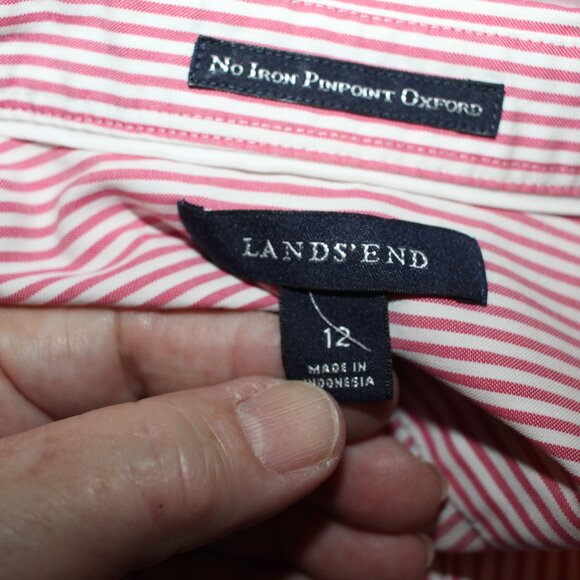 No Iron Pinpoint Oxford
LANDS' END
12
MADE IN
INDONESIA